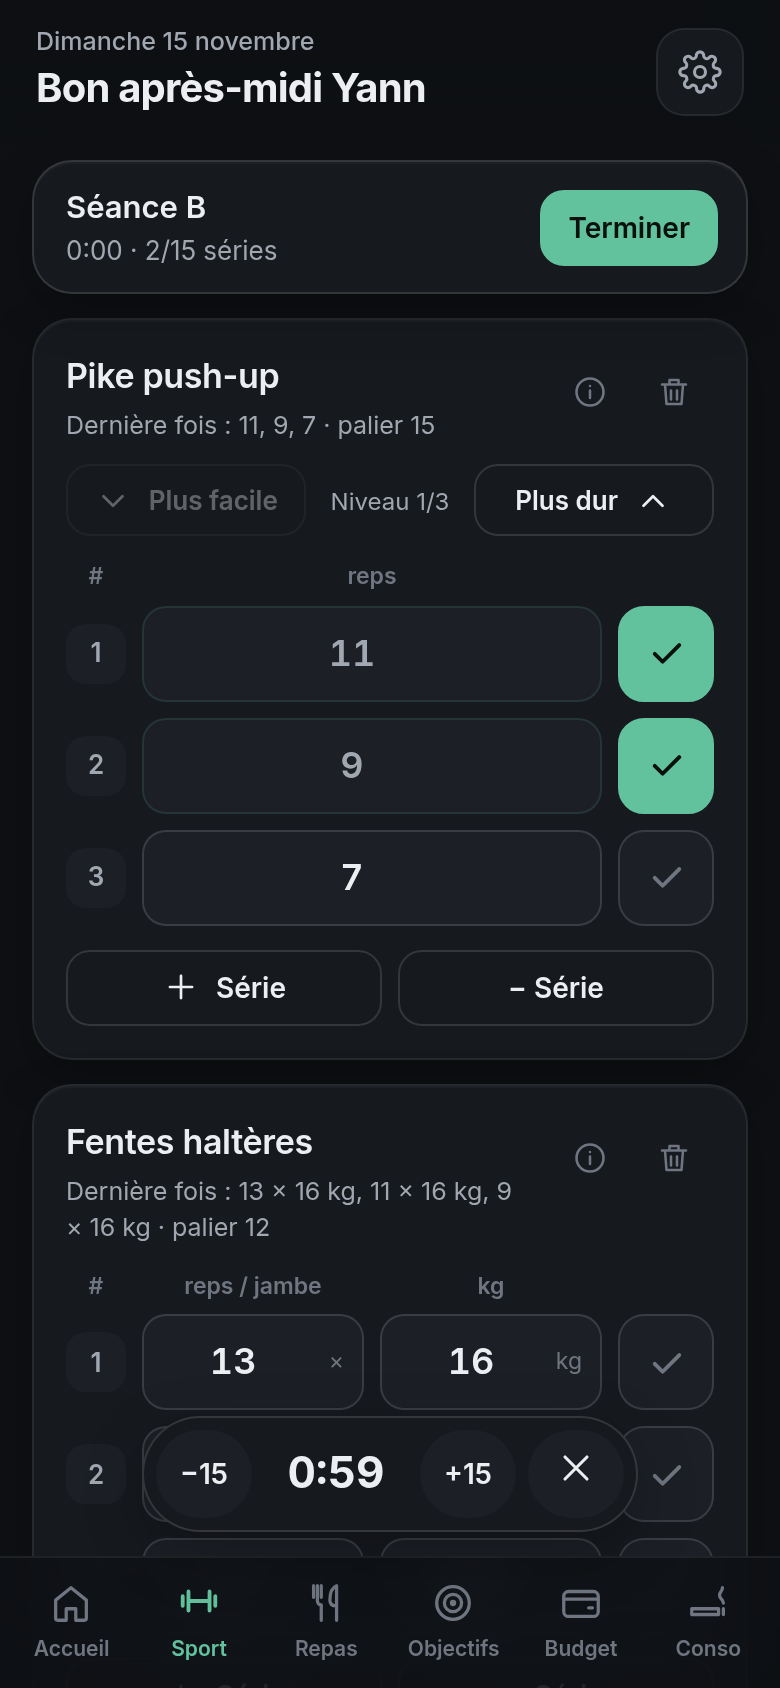 Dimanche 15 novembre
Bon après-midi Yann
Séance B
0:00 · 2/15 séries
Terminer
Pike push-up
Dernière fois : 11, 9, 7 · palier 15
Plus facile
Niveau 1/3
Plus dur
# reps
1 11
2 9
3 7
+ Série
− Série
Fentes haltères
Dernière fois : 13 × 16 kg, 11 × 16 kg, 9
× 16 kg · palier 12
# reps / jambe kg
1 13 × 16 kg
2
−15 0:59 +15
Accueil Sport Repas Objectifs Budget Conso